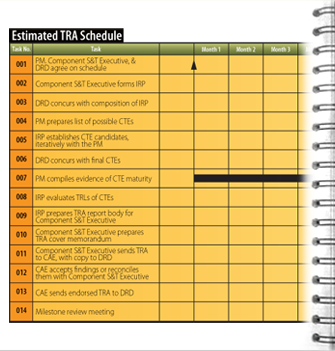 Estimated TRA Schedule
Task No. Task Month 1 Month 2 Month 3
001 PM, Component S&T Executive, &
DRD agree on schedule
002 Component S&T Executive forms IRP
003 DRD concurs with composition of IRP
004 PM prepares list of possible CTEs
005 IRP establishes CTE candidates,
iteratively with the PM
006 DRD concurs with final CTEs
007 PM compilies evidence of CTE maturity
008 IRP evaluates TRLs of CTEs
009 IRP prepares TRA report body for
Component S&T Executive
010 Component S&T Executive prepares
TRA cover memorandum
011 Component S&T Executive sends TRA
to CAE, with copy to DRD
012 CAE accepts findings or reconciles
them with Component S&T Executive
013 CAE sends endorsed TRA to DRD
014 Milestone review meeting